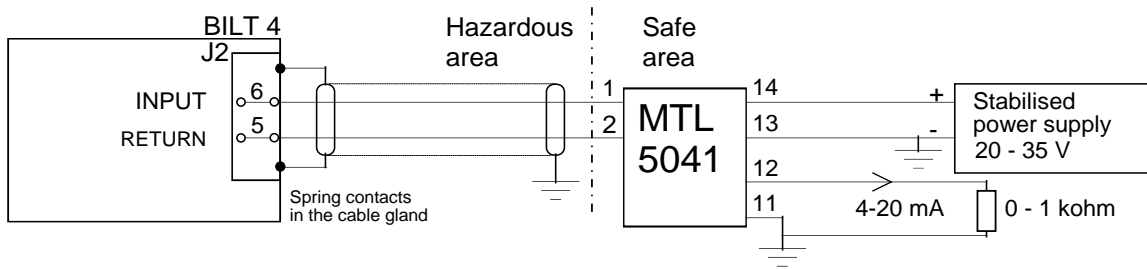 BILT 4
J2
INPUT
6
RETURN
5
Spring contacts
in the cable gland
Hazardous
area
Safe
area
1
2
MTL
5041
14
13
12
11
+
-
Stabilised
power supply
20 - 35 V
4-20 mA
0 - 1 kohm